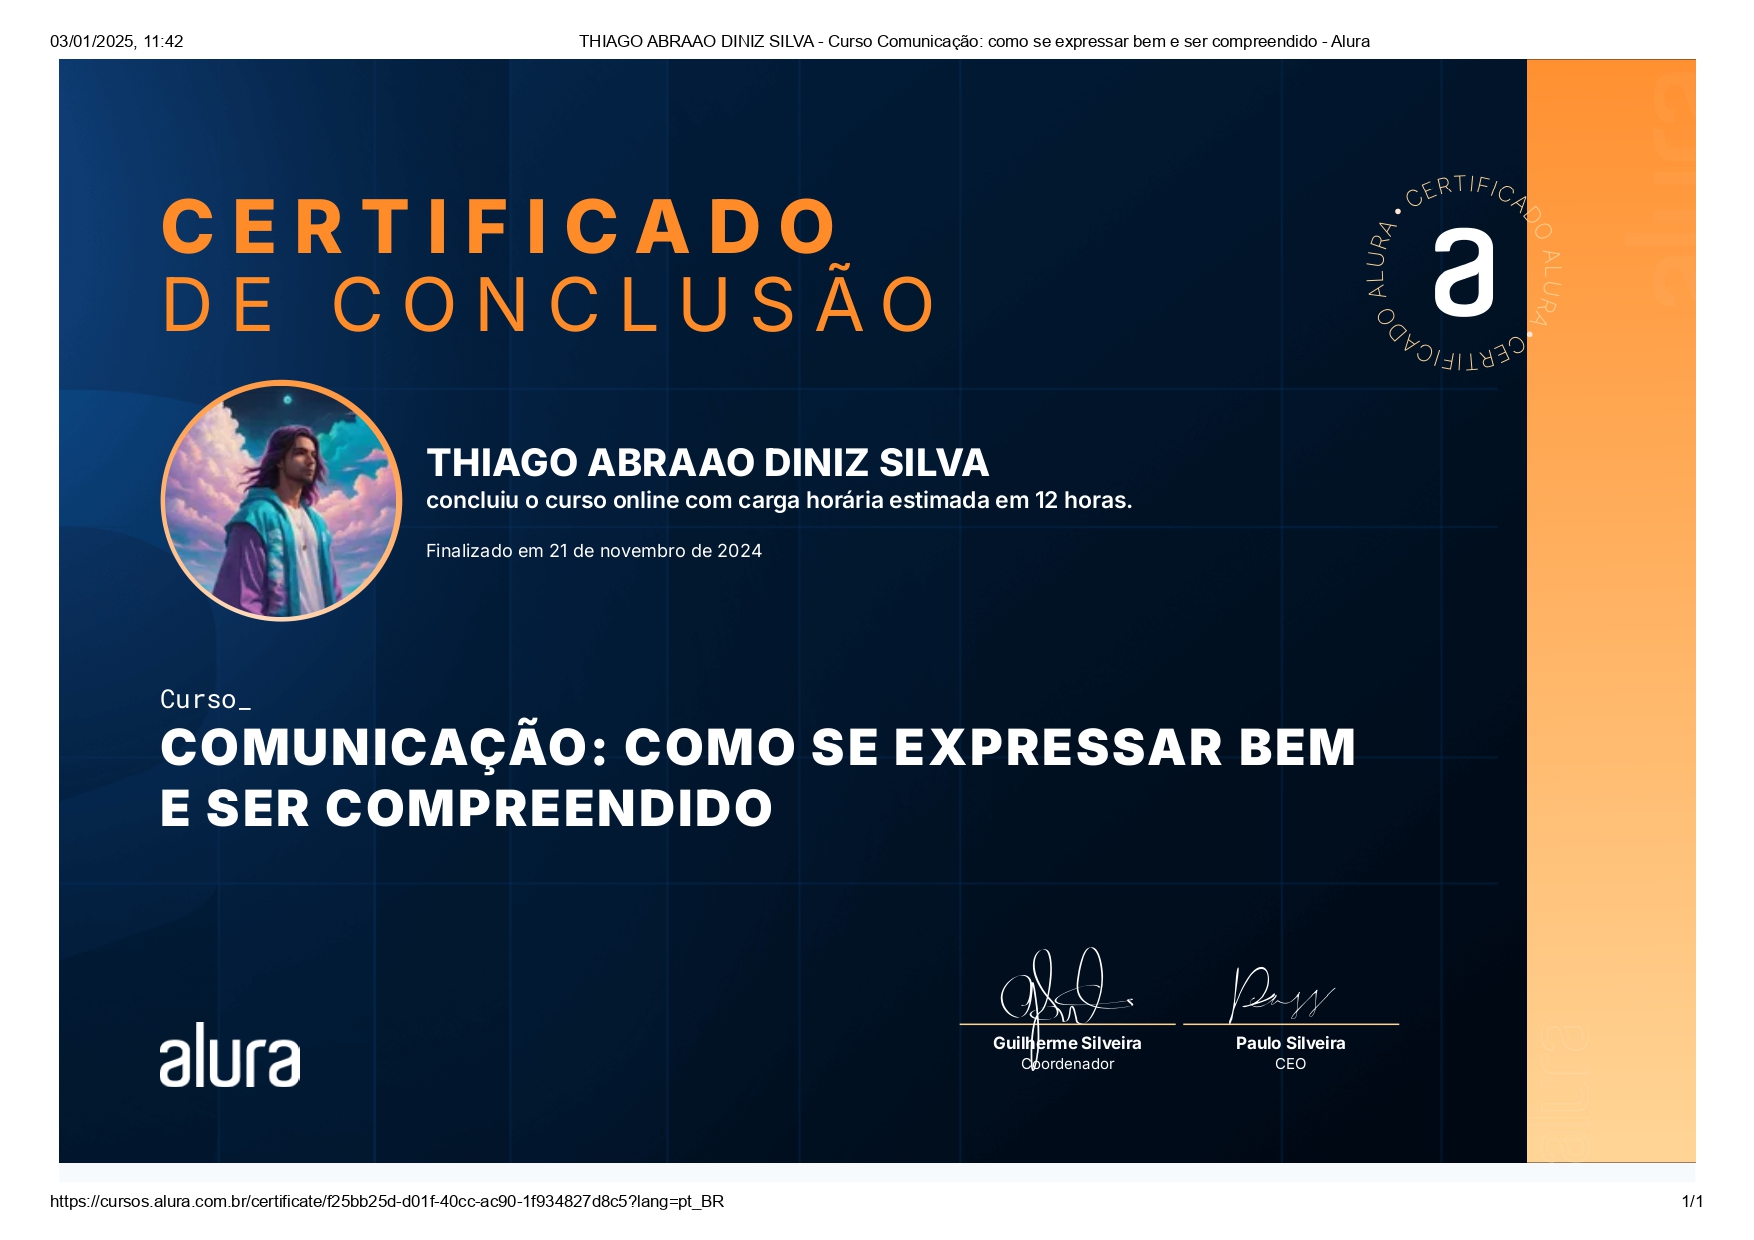 03/01/2025, 11:42
THIAGO ABRAAO DINIZ SILVA - Curso Comunicação: como se expressar bem e ser compreendido - Alura
CERTIFICADO
DE CONCLUSÃO
CERTIFICADO ALURA • CERTIFICADO ALURA •
a
THIAGO ABRAAO DINIZ SILVA
concluiu o curso online com carga horária estimada em 12 horas.
Finalizado em 21 de novembro de 2024
Curso_
COMUNICAÇÃO: COMO SE EXPRESSAR BEM
E SER COMPREENDIDO
Guilherme Silveira
Coordenador
Paulo Silveira
CEO
alura
alura
alura
https://cursos.alura.com.br/certificate/f25bb25d-d01f-40cc-ac90-1f934827d8c5?lang=pt_BR
1/1